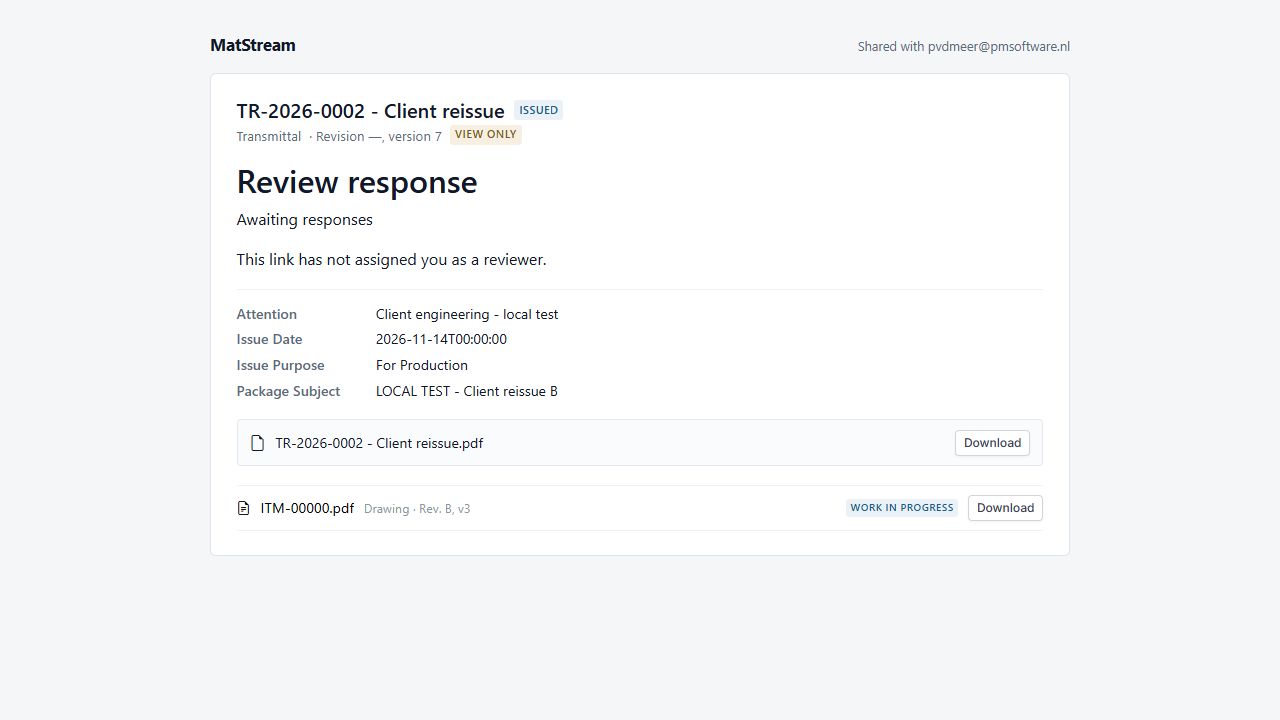 MatStream
Shared with pvdmeer@pmsoftware.nl
TR-2026-0002 - Client reissue ISSUED
Transmittal · Revision —, version 7 VIEW ONLY
Review response
Awaiting responses
This link has not assigned you as a reviewer.
Attention Client engineering - local test
Issue Date 2026-11-14T00:00:00
Issue Purpose For Production
Package Subject LOCAL TEST - Client reissue B
TR-2026-0002 - Client reissue.pdf Download
ITM-00000.pdf Drawing · Rev. B, v3 WORK IN PROGRESS Download